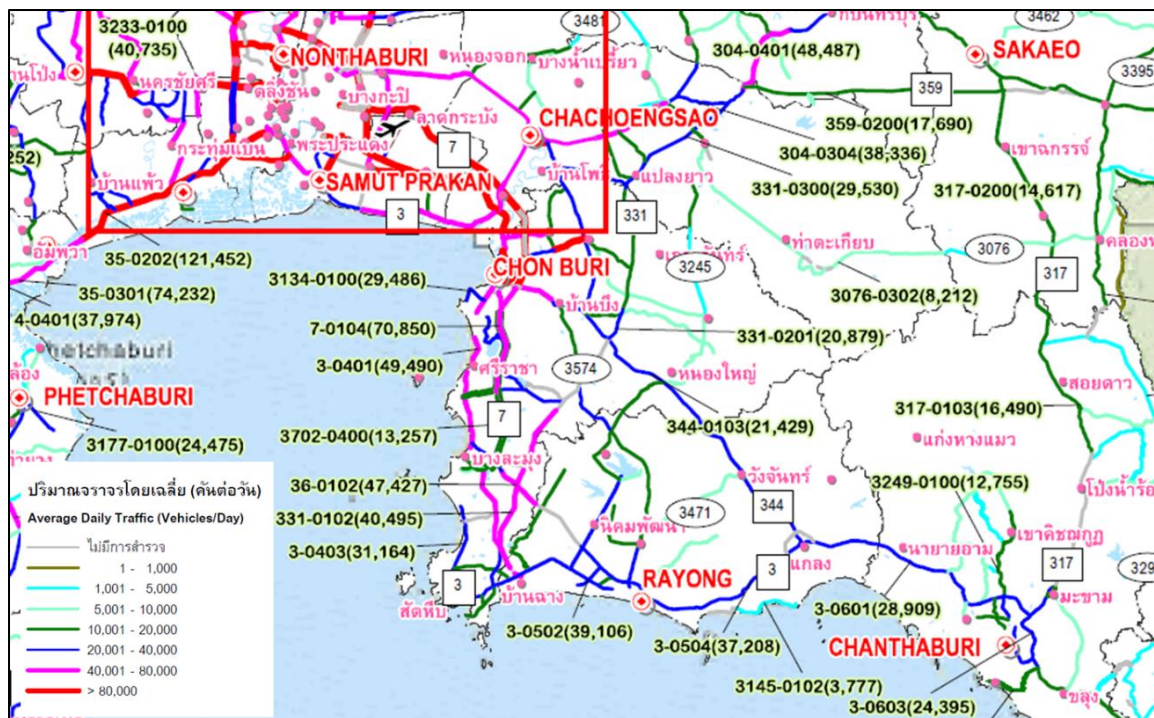 3233-0100
(40,735)
3481
กบินทร์บุรี
3462
304-0401(48,487)
SAKAEO
NONTHABURI
หนองจอก
บางน้ำเปรี้ยว
3395
นครชัยศรี
ตลิ่งชัน
บางกะปิ
359
ลาดกระบัง
CHACHOENGSAO
359-0200(17,690)
กระทุ่มแบน
พระประแดง
7
304-0304(38,336)
เขาฉกรรจ์
บ้านโพธิ์
แปลงยาว
331-0300(29,530)
บ้านแพ้ว
SAMUT PRAKAN
317-0200(14,617)
3
331
ท่าตะเกียบ
3076
อัมพวา
35-0202(121,452)
3245
317
CHON BURI
35-0301(74,232)
3134-0100(29,486)
3076-0302(8,212)
4-0401(37,974)
บ้านบึง
7-0104(70,850)
331-0201(20,879)
3-0401(49,490)
ศรีราชา
3574
หนองใหญ่
สอยดาว
PHETCHABURI
317-0103(16,490)
7
344-0103(21,429)
3177-0100(24,475)
3702-0400(13,257)
แก่งหางแมว
บางละมุง
3249-0100(12,755)
วังจันทร์
36-0102(47,427)
344
331-0102(40,495)
นิคมพัฒนา
3471
เขาคิชฌกูฏ
3-0403(31,164)
นายายอาม
แกลง
317
3
สัตหีบ
3
บ้านฉาง
RAYONG
มะขาม
3-0601(28,909)
3-0502(39,106)
3-0504(37,208)
CHANTHABURI
3145-0102(3,777)
3-0603(24,395)
ขลุง
ปริมาณจราจรโดยเฉลี่ย (คันต่อวัน)
Average Daily Traffic (Vehicles/Day)
ไม่มีการสำรวจ
1 - 1,000
1,001 - 5,000
5,001 - 10,000
10,001 - 20,000
20,001 - 40,000
40,001 - 80,000
> 80,000